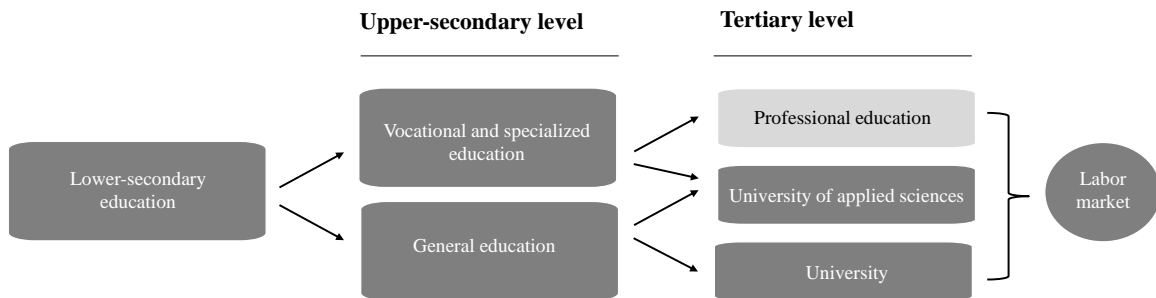 Upper-secondary level
Tertiary level
Lower-secondary
education
Vocational and specialized
education
General education
Professional education
University of applied sciences
University
Labor
market